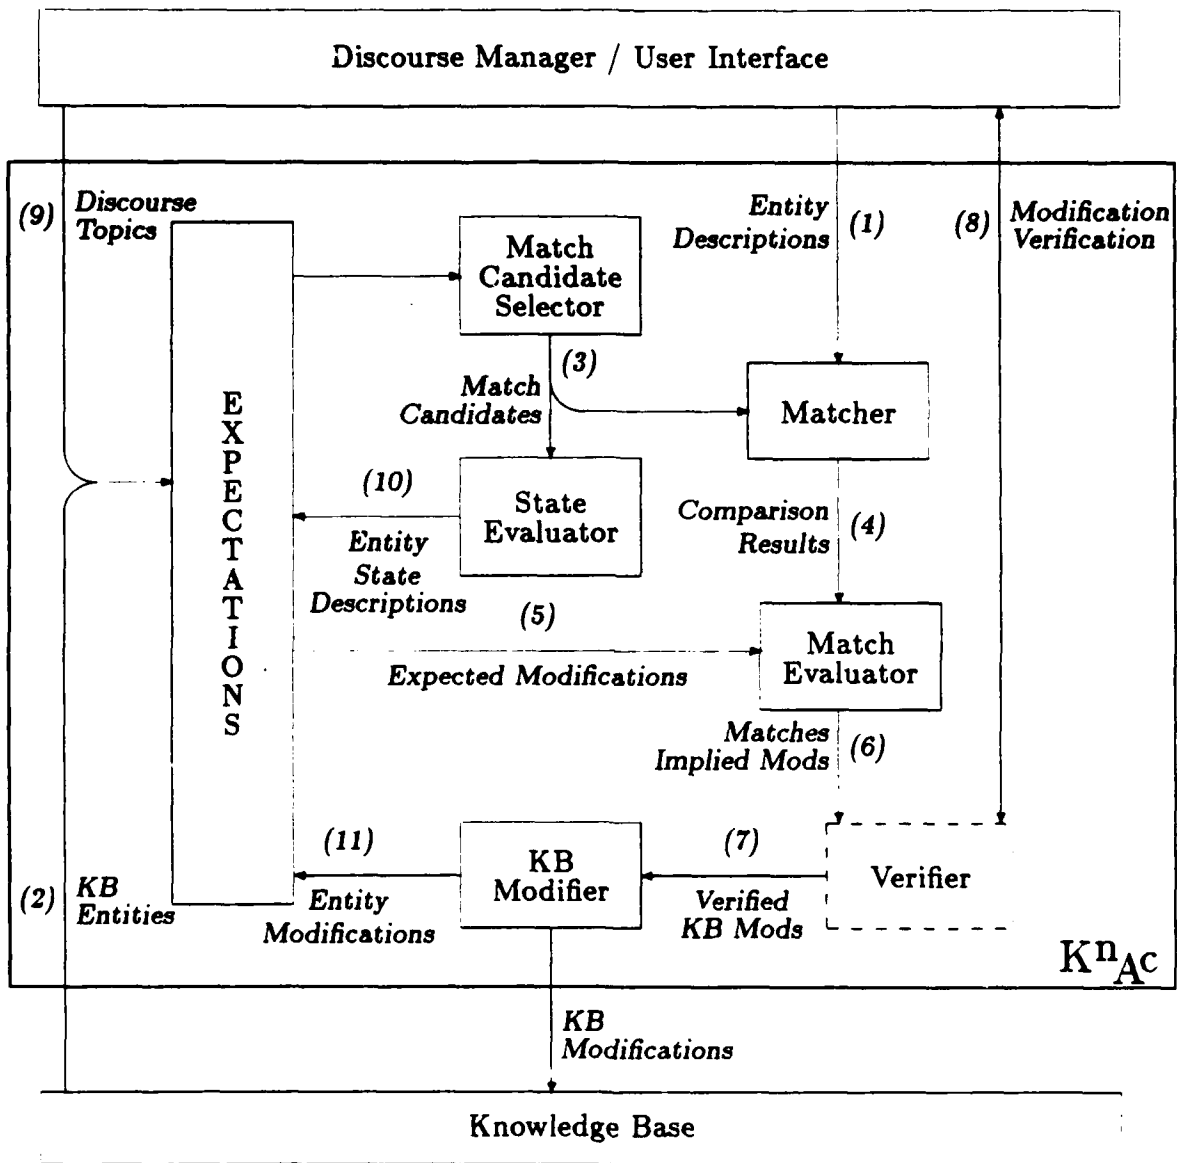 Discourse Manager / User Interface
(9)
Discourse
Topics
Match
Candidate
Selector
Entity
Descriptions
(1)
(8)
Modification
Verification
(3)
Match
Candidates
Matcher
EXPECTATIONS
(10)
State
Evaluator
Entity
State
Descriptions
Comparison
Results
(4)
(5)
Expected Modifications
Match
Evaluator
Matches
Implied Mods
(6)
(11)
Entity
Modifications
KB
Modifier
(7)
Verified
KB Mods
Verifier
(2)
KB
Entities
KnAc
KB
Modifications
Knowledge Base